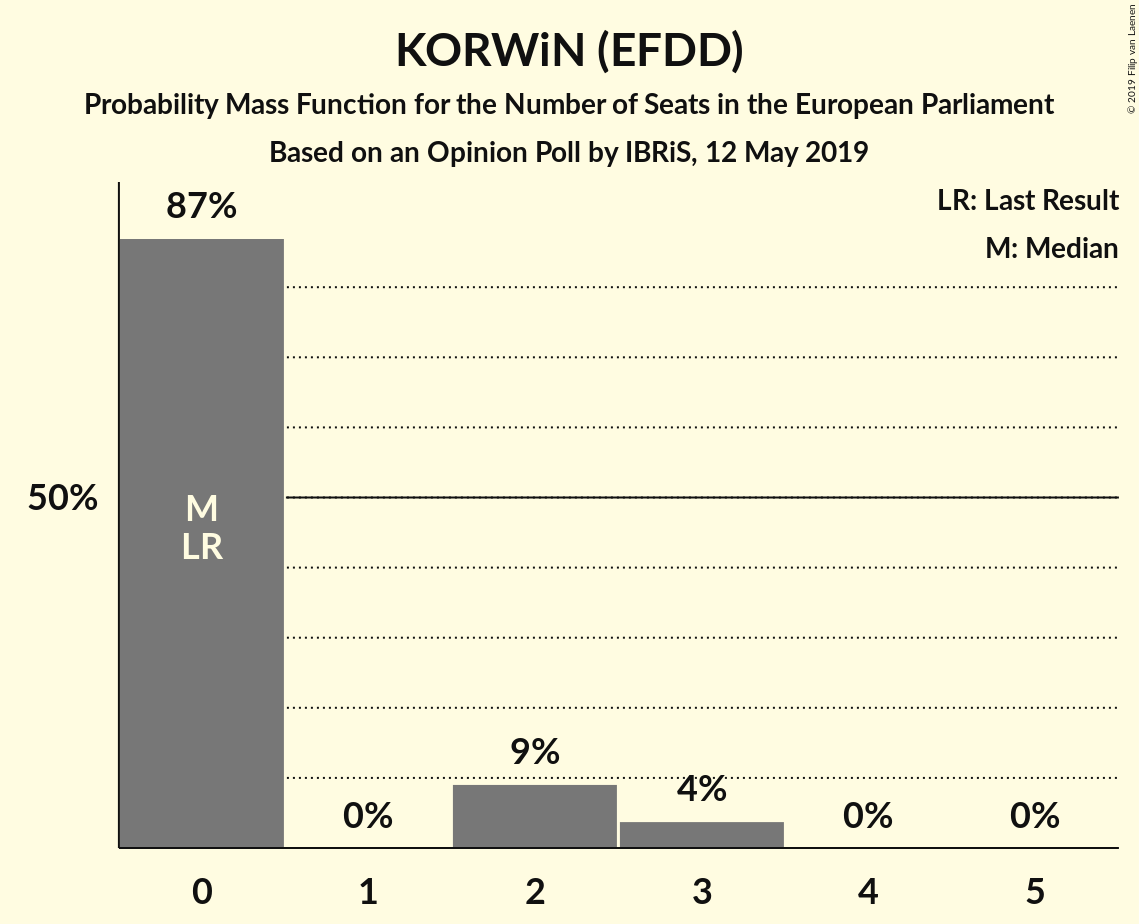 KORWiN (EFDD)
Probability Mass Function for the Number of Seats in the European Parliament
Based on an Opinion Poll by IBRiS, 12 May 2019
© 2019 Filip van Laenen
LR: Last Result
M: Median
87%
50%
M
LR
0%
9%
4%
0%
0%
0 1 2 3 4 5